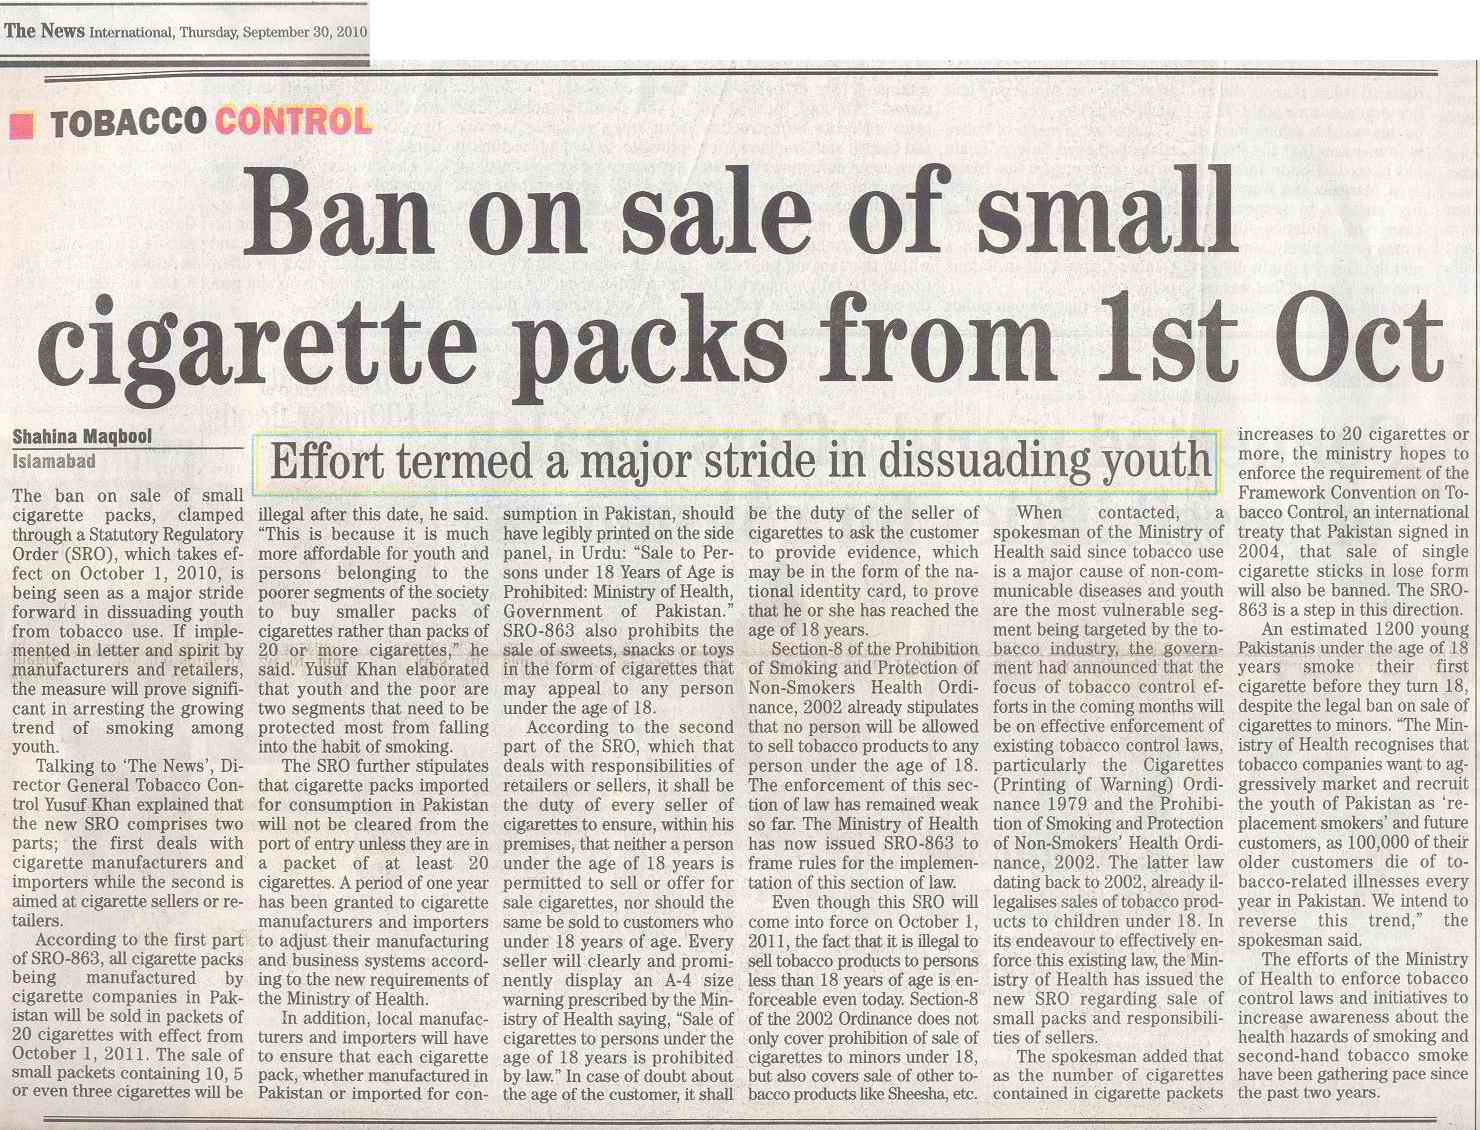 The News International, Thursday, September 30, 2010
TOBACCO CONTROL
Ban on sale of small
cigarette packs from 1st Oct
Effort termed a major stride in dissuading youth
Shahina Maqbool
Islamabad
The ban on sale of small
cigarette packs, clamped
through a Statutory Regulatory
Order (SRO), which takes ef-
fect on October 1, 2010, is
being seen as a major stride
forward in dissuading youth
from tobacco use. If imple-
mented in letter and spirit by
manufacturers and retailers,
the measure will prove signifi-
cant in arresting the growing
trend of smoking among
youth.
Talking to 'The News', Di-
rector General Tobacco Con-
trol Yusuf Khan explained that
the new SRO comprises two
parts; the first deals with
cigarette manufacturers and
importers while the second is
aimed at cigarette sellers or re-
tailers.
According to the first part
of SRO-863, all cigarette packs
being manufactured by
cigarette companies in Pak-
istan will be sold in packets of
20 cigarettes with effect from
October 1, 2011. The sale of
small packets containing 10, 5
or even three cigarettes will be
illegal after this date, he said.
"This is because it is much
more affordable for youth and
persons belonging to the
poorer segments of the society
to buy smaller packs of
cigarettes rather than packs of
20 or more cigarettes," he
said. Yusuf Khan elaborated
that youth and the poor are
two segments that need to be
protected most from falling
into the habit of smoking.
The SRO further stipulates
that cigarette packs imported
for consumption in Pakistan
will not be cleared from the
port of entry unless they are in
a packet of at least 20
cigarettes. A period of one year
has been granted to cigarette
manufacturers and importers
to adjust their manufacturing
and business systems accord-
ing to the new requirements of
the Ministry of Health.
In addition, local manufac-
turers and importers will have
to ensure that each cigarette
pack, whether manufactured in
Pakistan or imported for con-
sumption in Pakistan, should
have legibly printed on the side
panel, in Urdu: "Sale to Per-
sons under 18 Years of Age is
Prohibited: Ministry of Health,
Government of Pakistan."
SRO-863 also prohibits the
sale of sweets, snacks or toys
in the form of cigarettes that
may appeal to any person
under the age of 18.
According to the second
part of the SRO, which that
deals with responsibilities of
retailers or sellers, it shall be
the duty of every seller of
cigarettes to ensure, within his
premises, that neither a person
under the age of 18 years is
permitted to sell or offer for
sale cigarettes, nor should the
same be sold to customers who
under 18 years of age. Every
seller will clearly and promi-
nently display an A-4 size
warning prescribed by the Min-
istry of Health saying, "Sale of
cigarettes to persons under the
age of 18 years is prohibited
by law." In case of doubt about
the age of the customer, it shall
be the duty of the seller of
cigarettes to ask the customer
to provide evidence, which
may be in the form of the na-
tional identity card, to prove
that he or she has reached the
age of 18 years.
Section-8 of the Prohibition
of Smoking and Protection of
Non-Smokers Health Ordi-
nance, 2002 already stipulates
that no person will be allowed
to sell tobacco products to any
person under the age of 18.
The enforcement of this sec-
tion of law has remained weak
so far. The Ministry of Health
has now issued SRO-863 to
frame rules for the implemen-
tation of this section of law.
Even though this SRO will
come into force on October 1,
2011, the fact that it is illegal to
sell tobacco products to persons
less than 18 years of age is en-
forceable even today. Section-8
of the 2002 Ordinance does not
only cover prohibition of sale of
cigarettes to minors under 18,
but also covers sale of other to-
bacco products like Sheesha, etc.
When contacted, a
spokesman of the Ministry of
Health said since tobacco use
is a major cause of non-com-
municable diseases and youth
are the most vulnerable seg-
ment being targeted by the to-
bacco industry, the govern-
ment had announced that the
focus of tobacco control ef-
forts in the coming months will
be on effective enforcement of
existing tobacco control laws,
particularly the Cigarettes
(Printing of Warning) Ordi-
nance 1979 and the Prohibi-
tion of Smoking and Protection
of Non-Smokers' Health Ordi-
nance, 2002. The latter law
dating back to 2002, already il-
legalises sales of tobacco prod-
ucts to children under 18. In
its endeavour to effectively en-
force this existing law, the Min-
istry of Health has issued the
new SRO regarding sale of
small packs and responsibili-
ties of sellers.
The spokesman added that
as the number of cigarettes
contained in cigarette packets
increases to 20 cigarettes or
more, the ministry hopes to
enforce the requirement of the
Framework Convention on To-
bacco Control, an international
treaty that Pakistan signed in
2004, that sale of single
cigarette sticks in lose form
will also be banned. The SRO-
863 is a step in this direction.
An estimated 1200 young
Pakistanis under the age of 18
years smoke their first
cigarette before they turn 18,
despite the legal ban on sale of
cigarettes to minors. "The Min-
istry of Health recognises that
tobacco companies want to ag-
gressively market and recruit
the youth of Pakistan as 're-
placement smokers' and future
customers, as 100,000 of their
older customers die of to-
bacco-related illnesses every
year in Pakistan. We intend to
reverse this trend," the
spokesman said.
The efforts of the Ministry
of Health to enforce tobacco
control laws and initiatives to
increase awareness about the
health hazards of smoking and
second-hand tobacco smoke
have been gathering pace since
the past two years.